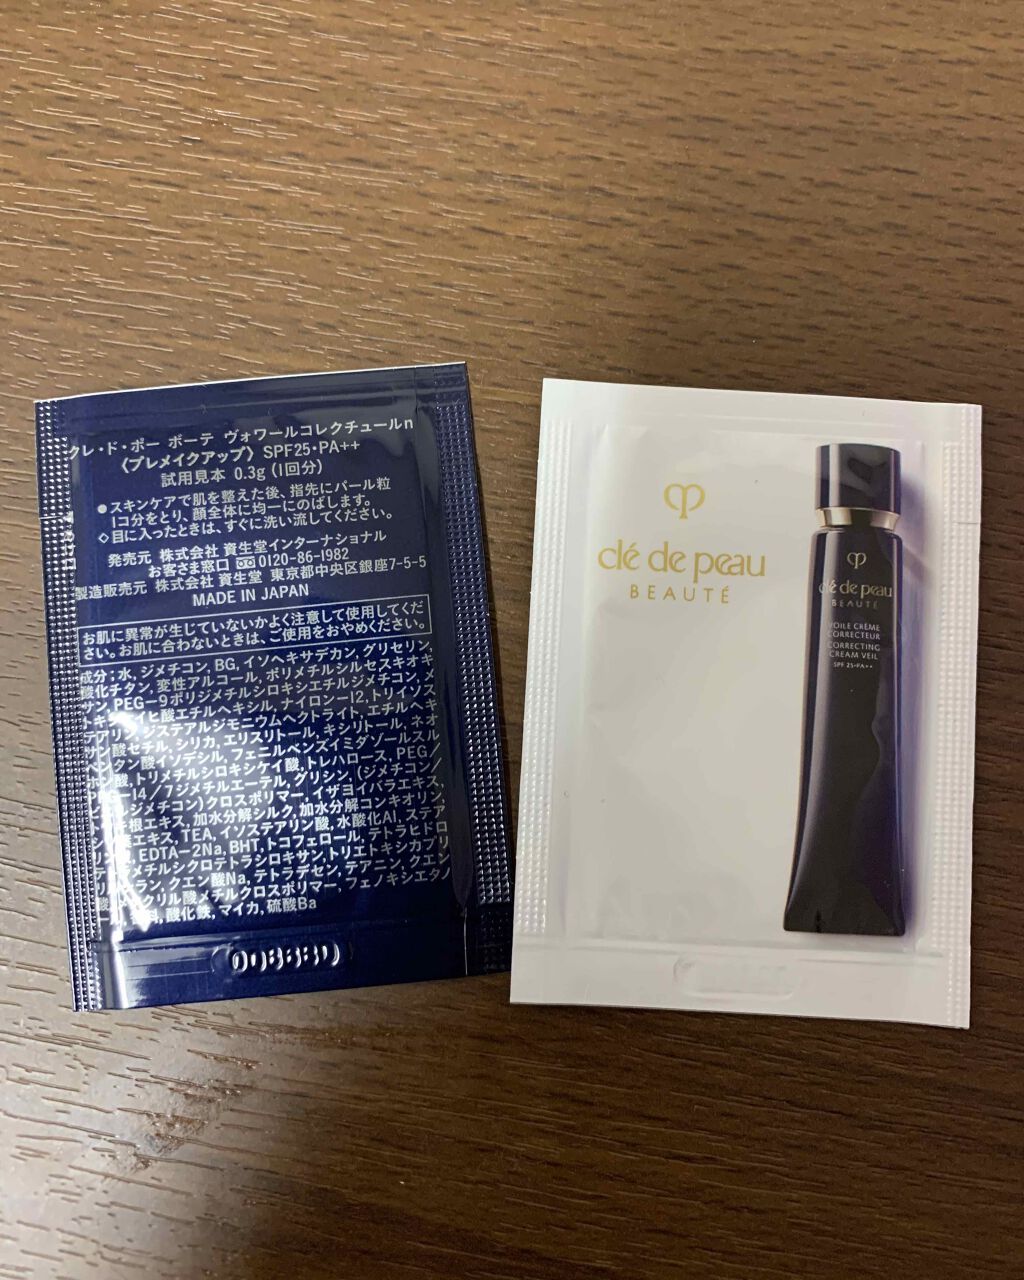 クレ・ド・ポー ボーテ ヴォワールコレクチュールn
〈プレメイクアップ〉 SPF25・PA++
試用見本 0.3g (1回分)
●スキンケアで肌を整えた後、指先にパール粒
1コ分をとり、顔全体に均一にのばします。
◇目に入ったときは、すぐに洗い流してください。
発売元 株式会社 資生堂インターナショナル
お客さま窓口 0120-86-1982
製造販売元 株式会社 資生堂 東京都中央区銀座7-5-5
MADE IN JAPAN
お肌に異常が生じていないかよく注意して使用してくだ
さい。お肌に合わないときは、ご使用をおやめください。
成分;水, ジメチコン, BG, イソヘキサデカン, グリセリン,
酸化チタン, 変性アルコール, ポリメチルシルセスキオキ
サン, PEG-9ポリジメチルシロキシエチルジメチコン, メ
トキ イヒ酸エチルヘキシル, ナイロン-12, トリイソス
テアリン, ジステアルジモニウムヘクトライト, エチルヘキ
サン酸セチル, シリカ, エリスリトール, キシリトール, ネオ
ペンタン酸イソデシル, フェニルベンズイミダゾールスル
ホン酸, トリメチルシロキシケイ酸, トレハロース, PEG/
14/7ジメチルエーテル, グリシン, (ジメチコン/
ジメチコン)クロスポリマー, イザヨイバラエキス,
根エキス, 加水分解シルク, 加水分解コンキオリン,
エキス, TEA, イソステアリン酸, 水酸化Al, ステア
EDTA-2Na, BHT, トコフェロール, テトラヒドロ
メチルシクロテトラシロキサン, トリエトキシカプリ
ラン, クエン酸Na, テトラデセン, テアニン, クエン
クリル酸メチルクロスポリマー, フェノキシエタノ
酸化鉄, マイカ, 硫酸Ba
clé de peau
BEAUTÉ
clé de peau
BEAUTÉ
VOILE CRÈME
CORRECTEUR
CORRECTING
CREAM VEIL
SPF 25・PA++